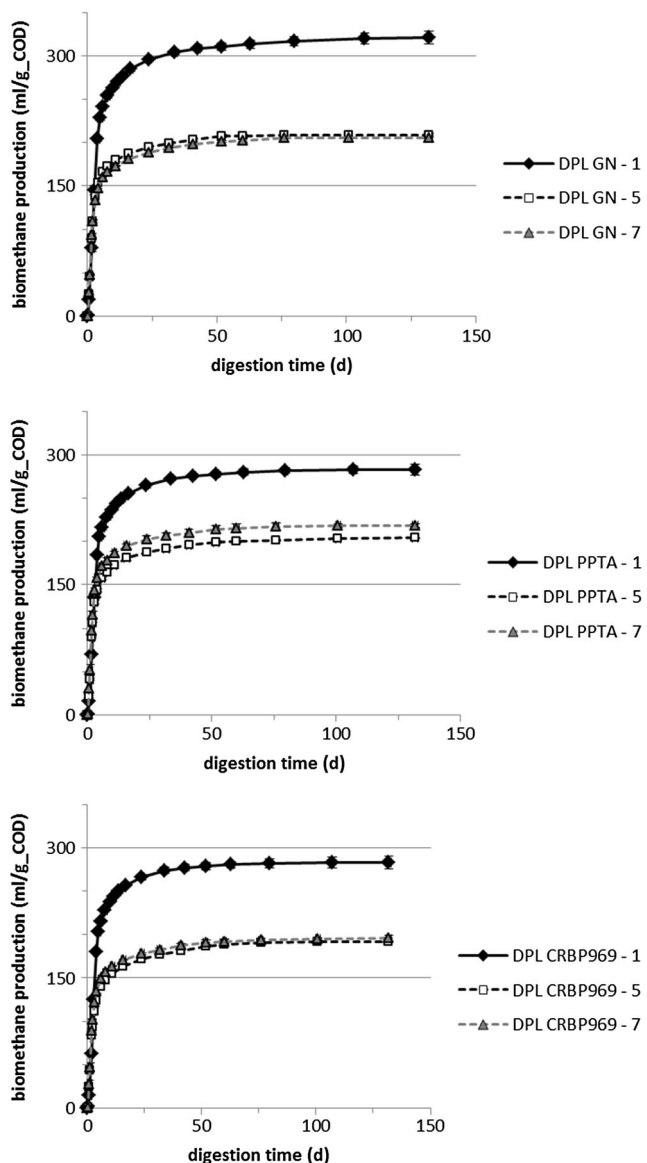 biomethane production (ml/g_COD)
300
150
0
0 50 100 150
digestion time (d)
DPL GN - 1
DPL GN - 5
DPL GN - 7
biomethane production (ml/g_COD)
300
150
0
0 50 100 150
digestion time (d)
DPL PPTA - 1
DPL PPTA - 5
DPL PPTA - 7
biomethane production (ml/g_COD)
300
150
0
0 50 100 150
digestion time (d)
DPL CRBP969 - 1
DPL CRBP969 - 5
DPL CRBP969 - 7